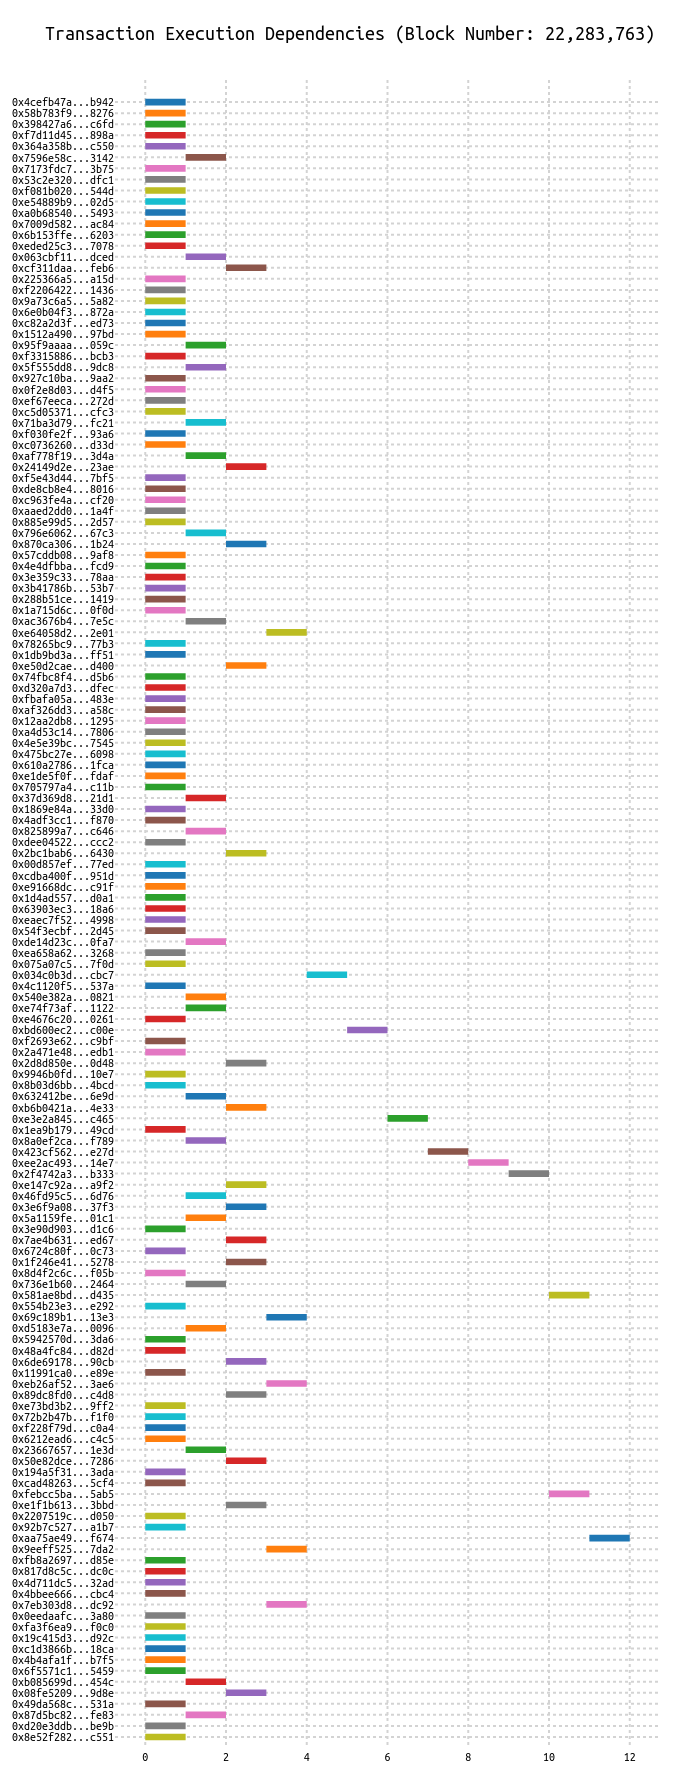 Transaction Execution Dependencies (Block Number: 22,283,763)
0x4cefb47a...b942
0x58b783f9...8276
0x398427a6...c6fd
0xf7d11d45...898a
0x364a358b...c550
0x7596e58c...3142
0x7173fdc7...3b75
0x53c2e320...dfc1
0xf081b020...544d
0xe54889b9...02d5
0xa0b68540...5493
0x7009d582...ac84
0x6b153ffe...6203
0xeded25c3...7078
0x063cbf11...dced
0xcf311daa...feb6
0x225366a5...a15d
0xf2206422...1436
0x9a73c6a5...5a82
0x6e0b04f3...872a
0xc82a2d3f...ed73
0x1512a490...97bd
0x95f9aaaa...059c
0xf3315886...bcb3
0x5f555dd8...9dc8
0x927c10ba...9aa2
0x0f2e8d03...d4f5
0xef67eeca...272d
0xc5d05371...cfc3
0x71ba3d79...fc21
0xf030fe2f...93a6
0xc0736260...d33d
0xaf778f19...3d4a
0x24149d2e...23ae
0xf5e43d44...7bf5
0xde8cb8e4...8016
0xc963fe4a...cf20
0xaaed2dd0...1a4f
0x885e99d5...2d57
0x796e6062...67c3
0x870ca306...1b24
0x57cddb08...9af8
0x4e4dfbba...fcd9
0x3e359c33...78aa
0x3b41786b...53b7
0x288b51ce...1419
0x1a715d6c...0f0d
0xac3676b4...7e5c
0xe64058d2...2e01
0x78265bc9...77b3
0x1db9bd3a...ff51
0xe50d2cae...d400
0x74fbc8f4...d5b6
0xd320a7d3...dfec
0xfbafa05a...483e
0xaf326dd3...a58c
0x12aa2db8...1295
0xa4d53c14...7806
0x4e5e39bc...7545
0x475bc27e...6098
0x610a2786...1fca
0xe1de5f0f...fdaf
0x705797a4...c11b
0x37d369d8...21d1
0x1869e84a...33d0
0x4adf3cc1...f870
0x825899a7...c646
0xdee04522...ccc2
0x2bc1bab6...6430
0x00d857ef...77ed
0xcdba400f...951d
0xe91668dc...c91f
0x1d4ad557...d0a1
0x63903ec3...18a6
0xeaec7f52...4998
0x54f3ecbf...2d45
0xde14d23c...0fa7
0xea658a62...3268
0x075a07c5...7f0d
0x034c0b3d...cbc7
0x4c1120f5...537a
0x540e382a...0821
0xe74f73af...1122
0xe4676c20...0261
0xbd600ec2...c00e
0xf2693e62...c9bf
0x2a471e48...edb1
0x2d8d850e...0d48
0x9946b0fd...10e7
0x8b03d6bb...4bcd
0x632412be...6e9d
0xb6b0421a...4e33
0xe3e2a845...c465
0x1ea9b179...49cd
0x8a0ef2ca...f789
0x423cf562...e27d
0xee2ac493...14e7
0x2f4742a3...b333
0xe147c92a...a9f2
0x46fd95c5...6d76
0x3e6f9a08...37f3
0x5a1159fe...01c1
0x3e90d903...d1c6
0x7ae4b631...ed67
0x6724c80f...0c73
0x1f246e41...5278
0x8d4f2c6c...f05b
0x736e1b60...2464
0x581ae8bd...d435
0x554b23e3...e292
0x69c189b1...13e3
0xd5183e7a...0096
0x5942570d...3da6
0x48a4fc84...d82d
0x6de69178...90cb
0x11991ca0...e89e
0xeb26af52...3ae6
0x89dc8fd0...c4d8
0xe73bd3b2...9ff2
0x72b2b47b...f1f0
0xf228f79d...c0a4
0x6212ead6...c4c5
0x23667657...1e3d
0x50e82dce...7286
0x194a5f31...3ada
0xcad48263...5cf4
0xfebcc5ba...5ab5
0xe1f1b613...3bbd
0x2207519c...d050
0x92b7c527...a1b7
0xaa75ae49...f674
0x9eeff525...7da2
0xfb8a2697...d85e
0x817d8c5c...dc0c
0x4d711dc5...32ad
0x4bbee666...cbc4
0x7eb303d8...dc92
0x0eedaafc...3a80
0xfa3f6ea9...f0c0
0x19c415d3...d92c
0xc1d3866b...18ca
0x4b4afa1f...b7f5
0x6f5571c1...5459
0xb085699d...454c
0x08fe5209...9d8e
0x49da568c...531a
0x87d5bc82...fe83
0xd20e3ddb...be9b
0x8e52f282...c551
0 2 4 6 8 10 12